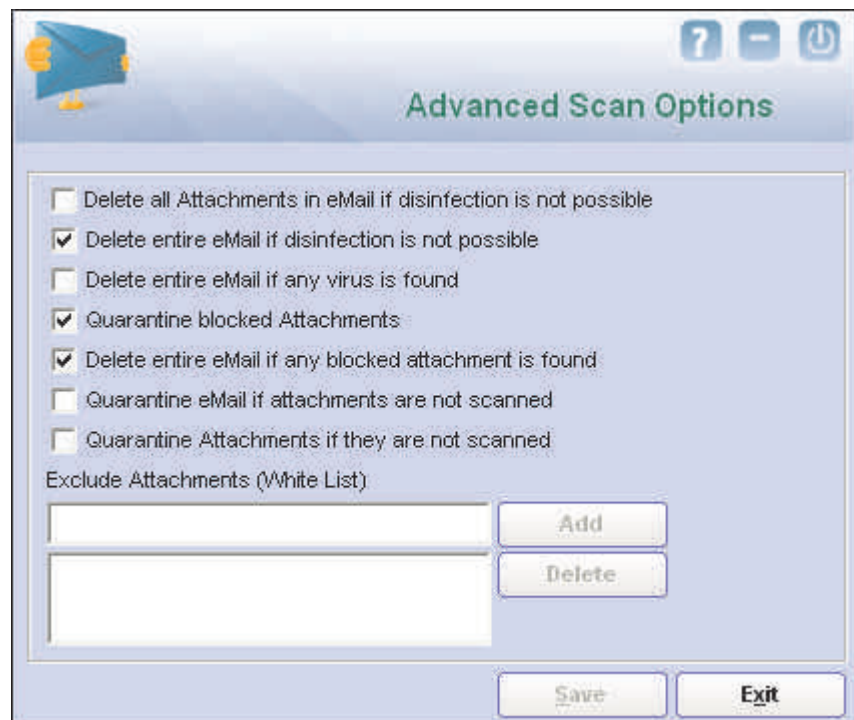 ?
Advanced Scan Options
Delete all Attachments in eMail if disinfection is not possible
Delete entire eMail if disinfection is not possible
Delete entire eMail if any virus is found
Quarantine blocked Attachments
Delete entire eMail if any blocked attachment is found
Quarantine eMail if attachments are not scanned
Quarantine Attachments if they are not scanned
Exclude Attachments (White List)
Add
Delete
Save
Exit